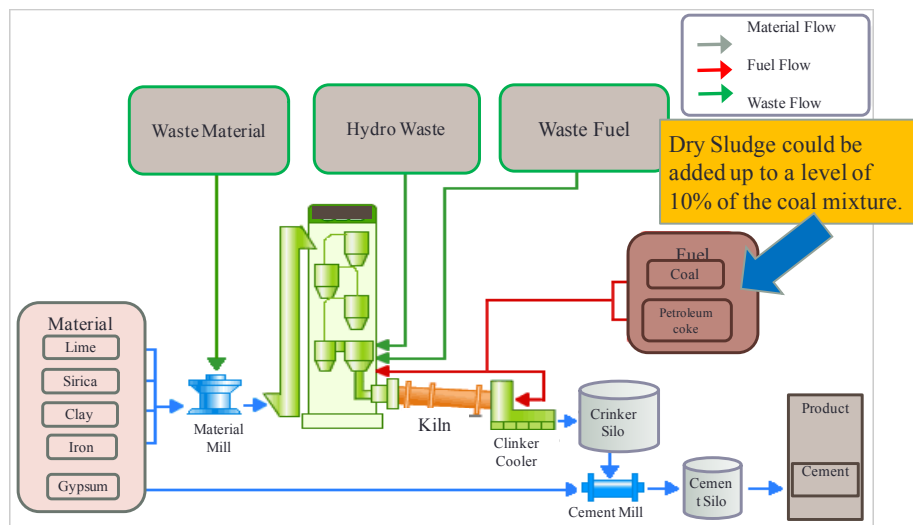 Material Flow
Fuel Flow
Waste Flow
Waste Material
Hydro Waste
Waste Fuel
Dry Sludge could be
added up to a level of
10% of the coal mixture.
Fuel
Coal
Petroleum
coke
Material
Lime
Sirica
Clay
Iron
Gypsum
Material
Mill
Kiln
Clinker
Cooler
Crinker
Silo
Cement Mill
Cemen
t Silo
Product
Cement